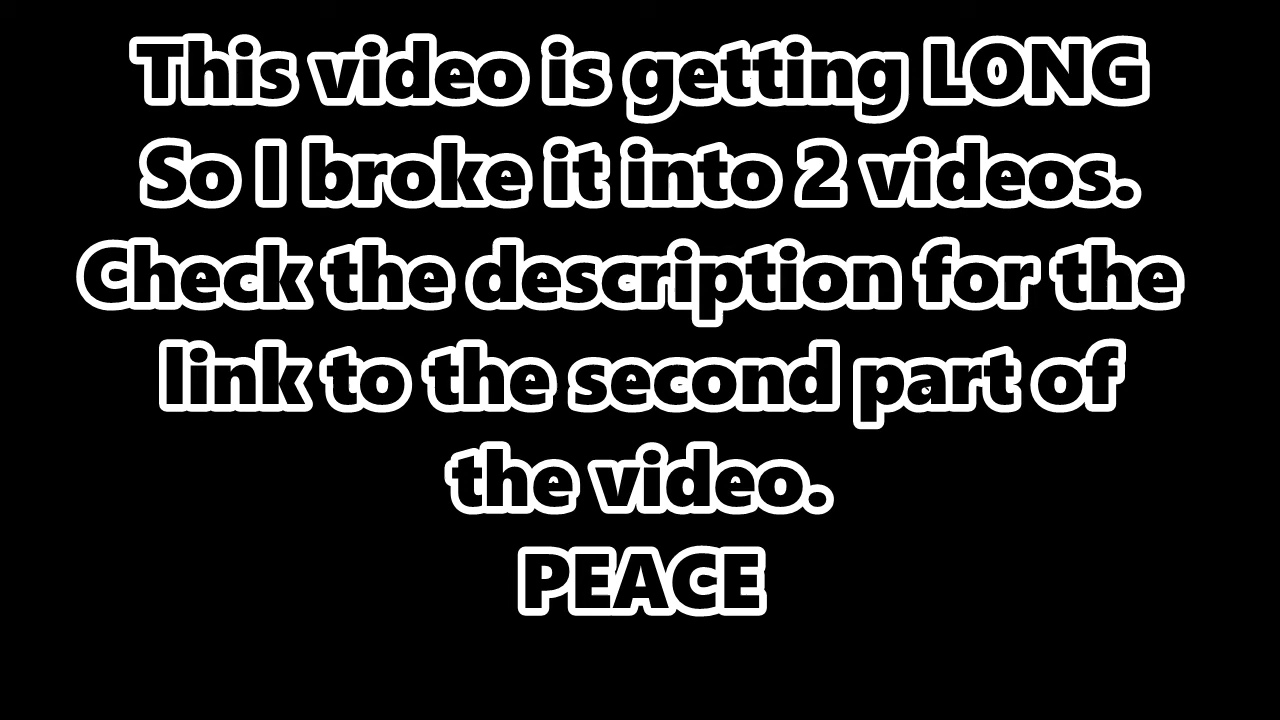 This video is getting LONG
So I broke it into 2 videos.
Check the description for the
link to the second part of
the video.
PEACE